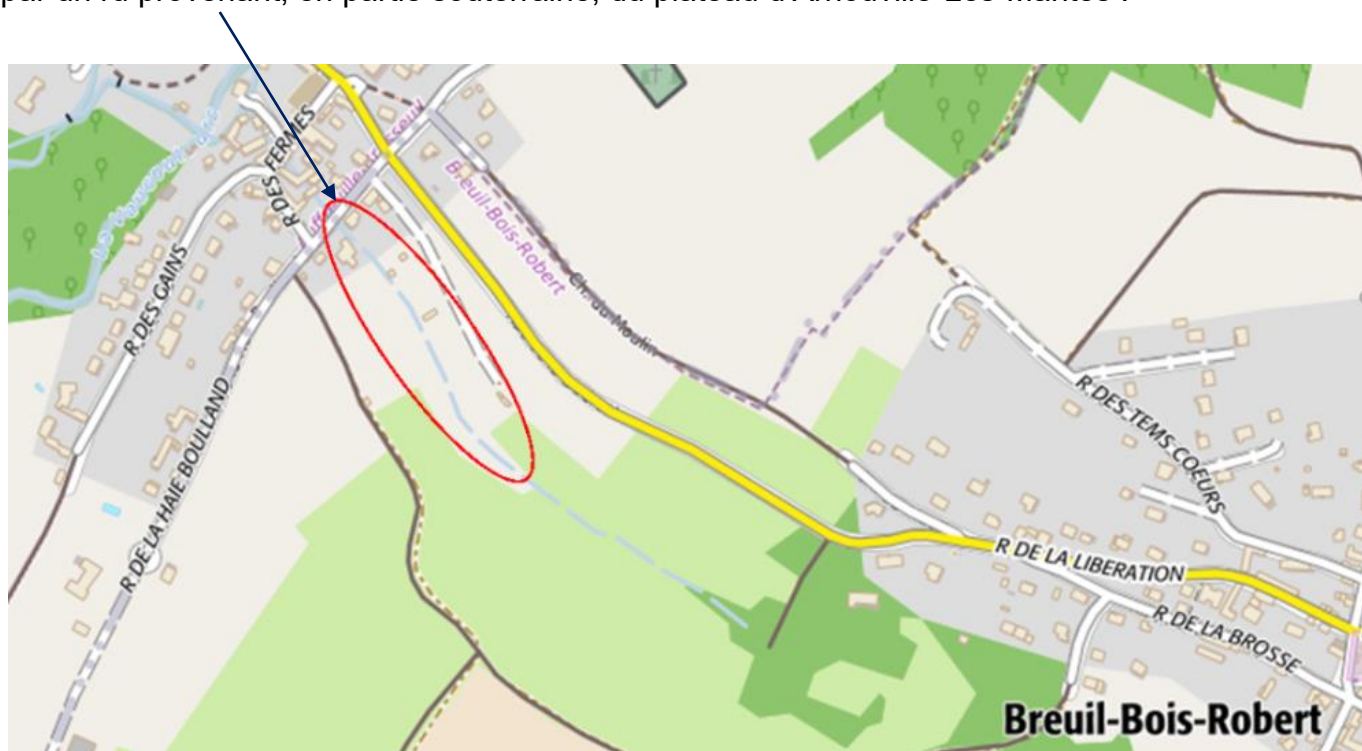 par un ru provenant, en partie souterraine, du plateau d'Arnouville-Les-Mantes :
R DES FERMES
Breuil-Bois-Robert
R DES GAINS
Ch. du Moulin
R DE LA HAIE BOULLAND
R DES TEMS COEURS
R DE LA LIBERATION
R DE LA BROSSE
Breuil-Bois-Robert